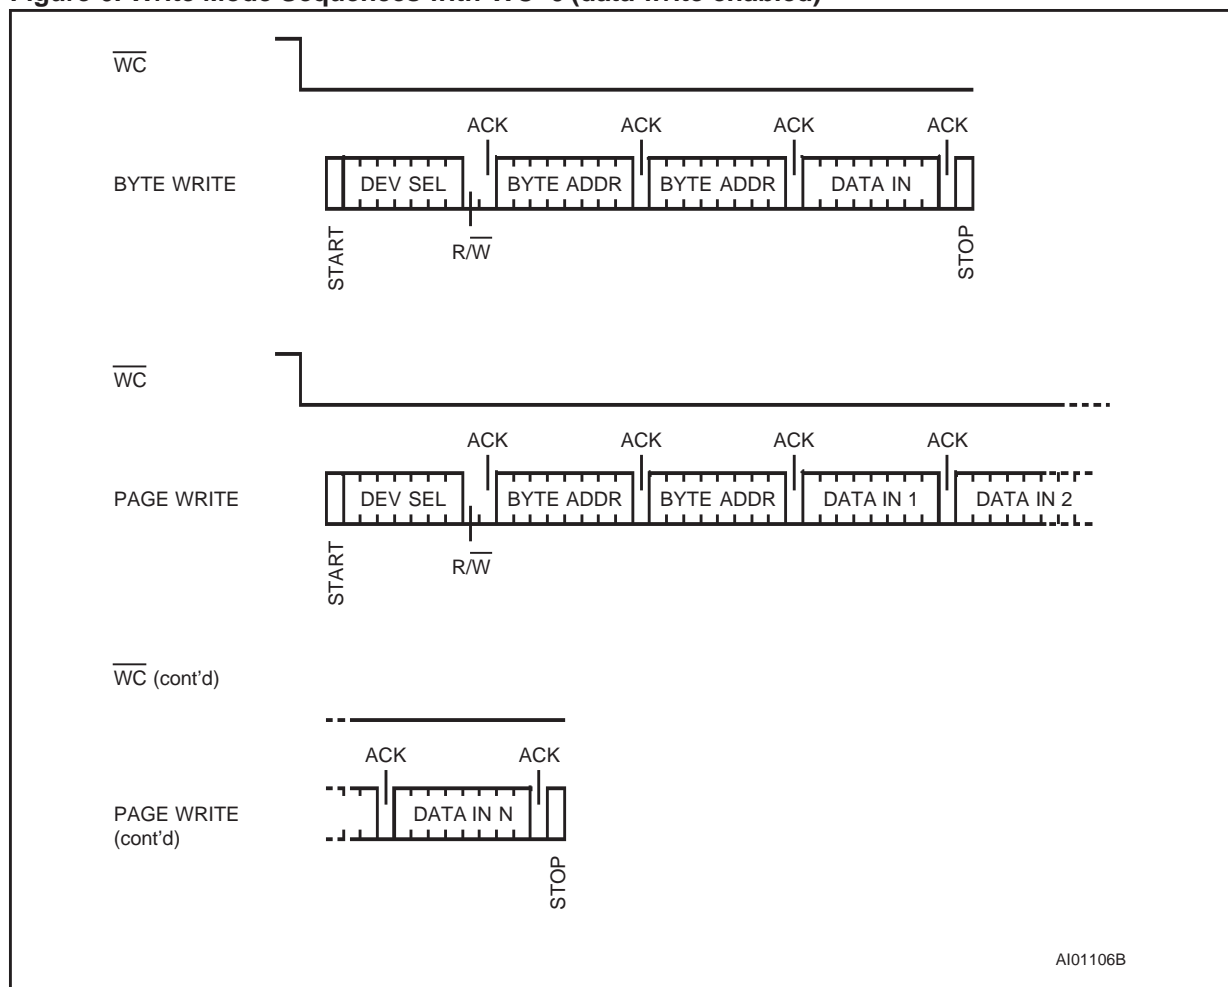 WC
ACK ACK ACK ACK
BYTE WRITE
DEV SEL BYTE ADDR BYTE ADDR DATA IN
R/W
START
STOP
WC
ACK ACK ACK ACK
PAGE WRITE
DEV SEL BYTE ADDR BYTE ADDR DATA IN 1 DATA IN 2
R/W
START
WC (cont'd)
ACK ACK
PAGE WRITE
(cont'd)
DATA IN N
STOP
AI01106B